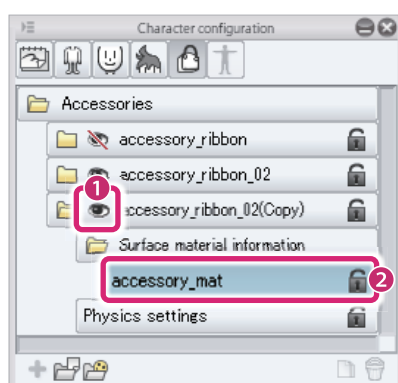 Character configuration
Accessories
accessory_ribbon
accessory_ribbon_02
1
accessory_ribbon_02(Copy)
Surface material information
accessory_mat
2
Physics settings